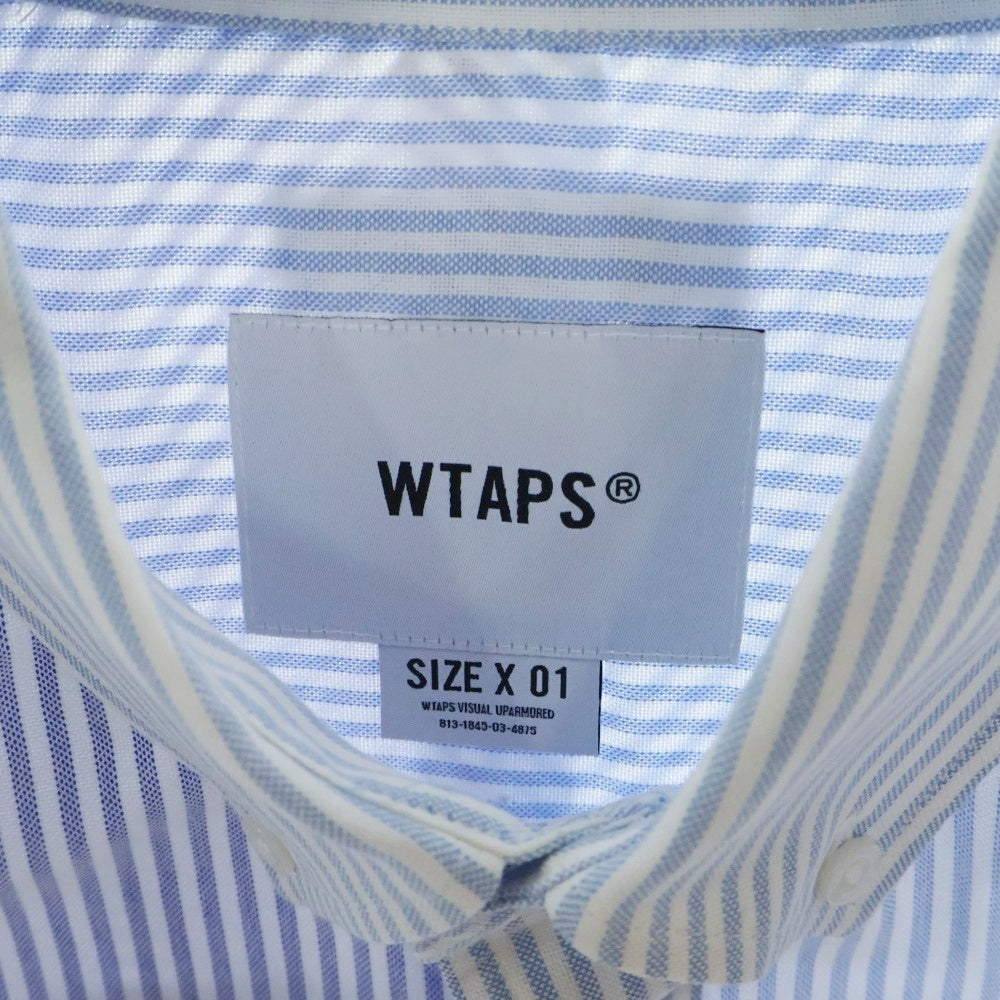 WTAPS®
SIZE X 01
WTAPS VISUAL UPARMORED
813-1845-03-4875